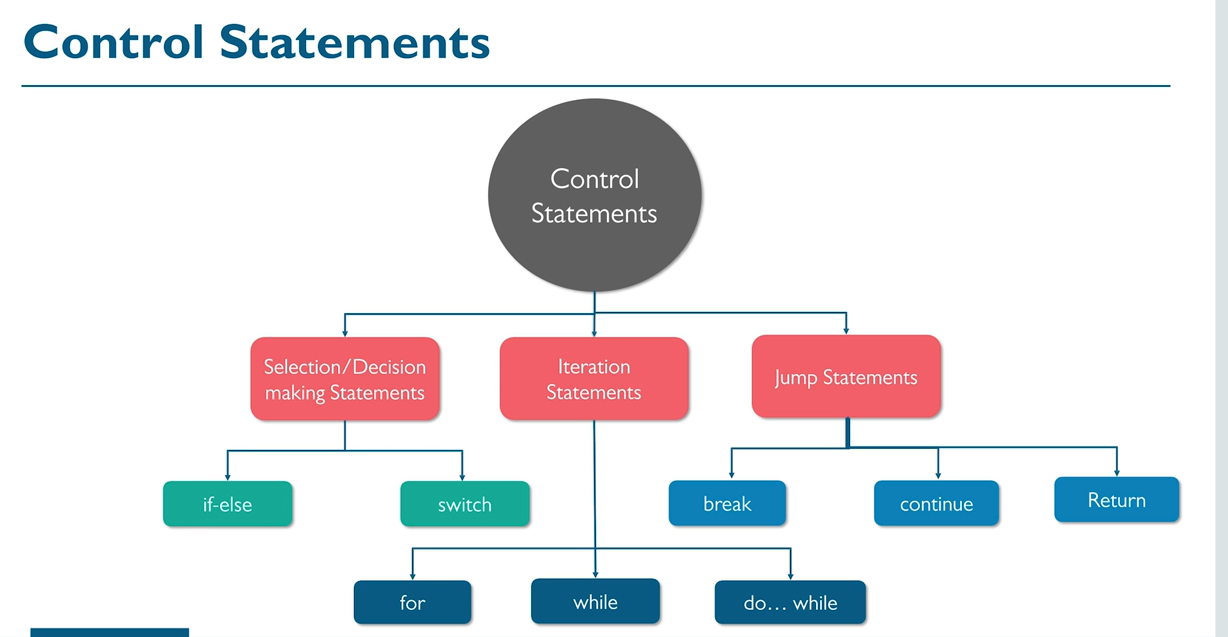 Control Statements
Control
Statements
Selection/Decision
making Statements
Iteration
Statements
Jump Statements
if-else
switch
break
continue
Return
for
while
do... while